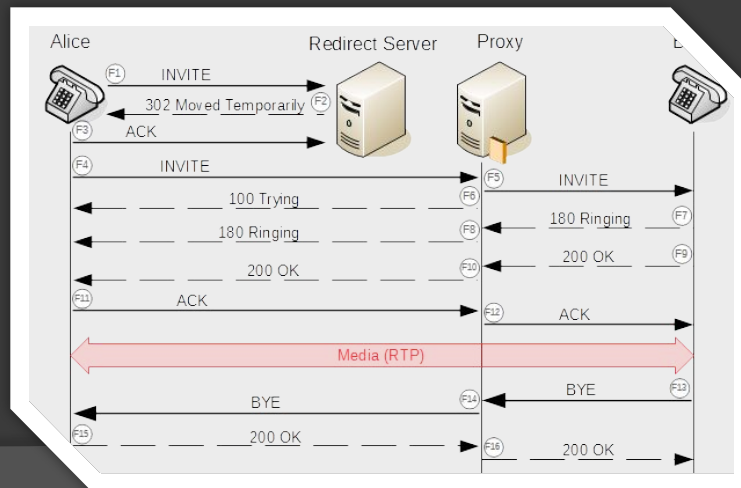 Alice
Redirect Server
Proxy
F1 INVITE
302 Moved Temporarily F2
F3 ACK
F4 INVITE
F5 INVITE
100 Trying F6
180 Ringing F7
180 Ringing F8
200 OK F9
200 OK F10
F11 ACK
F12 ACK
Media (RTP)
BYE F13
BYE F14
F15 200 OK
F16 200 OK